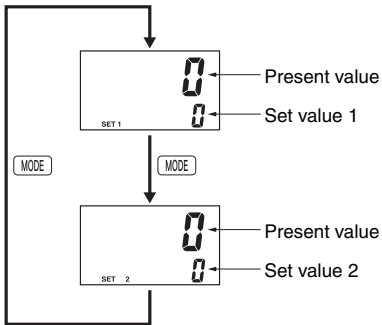 0 Present value
0 Set value 1
SET 1
MODE MODE
0 Present value
0 Set value 2
SET 2